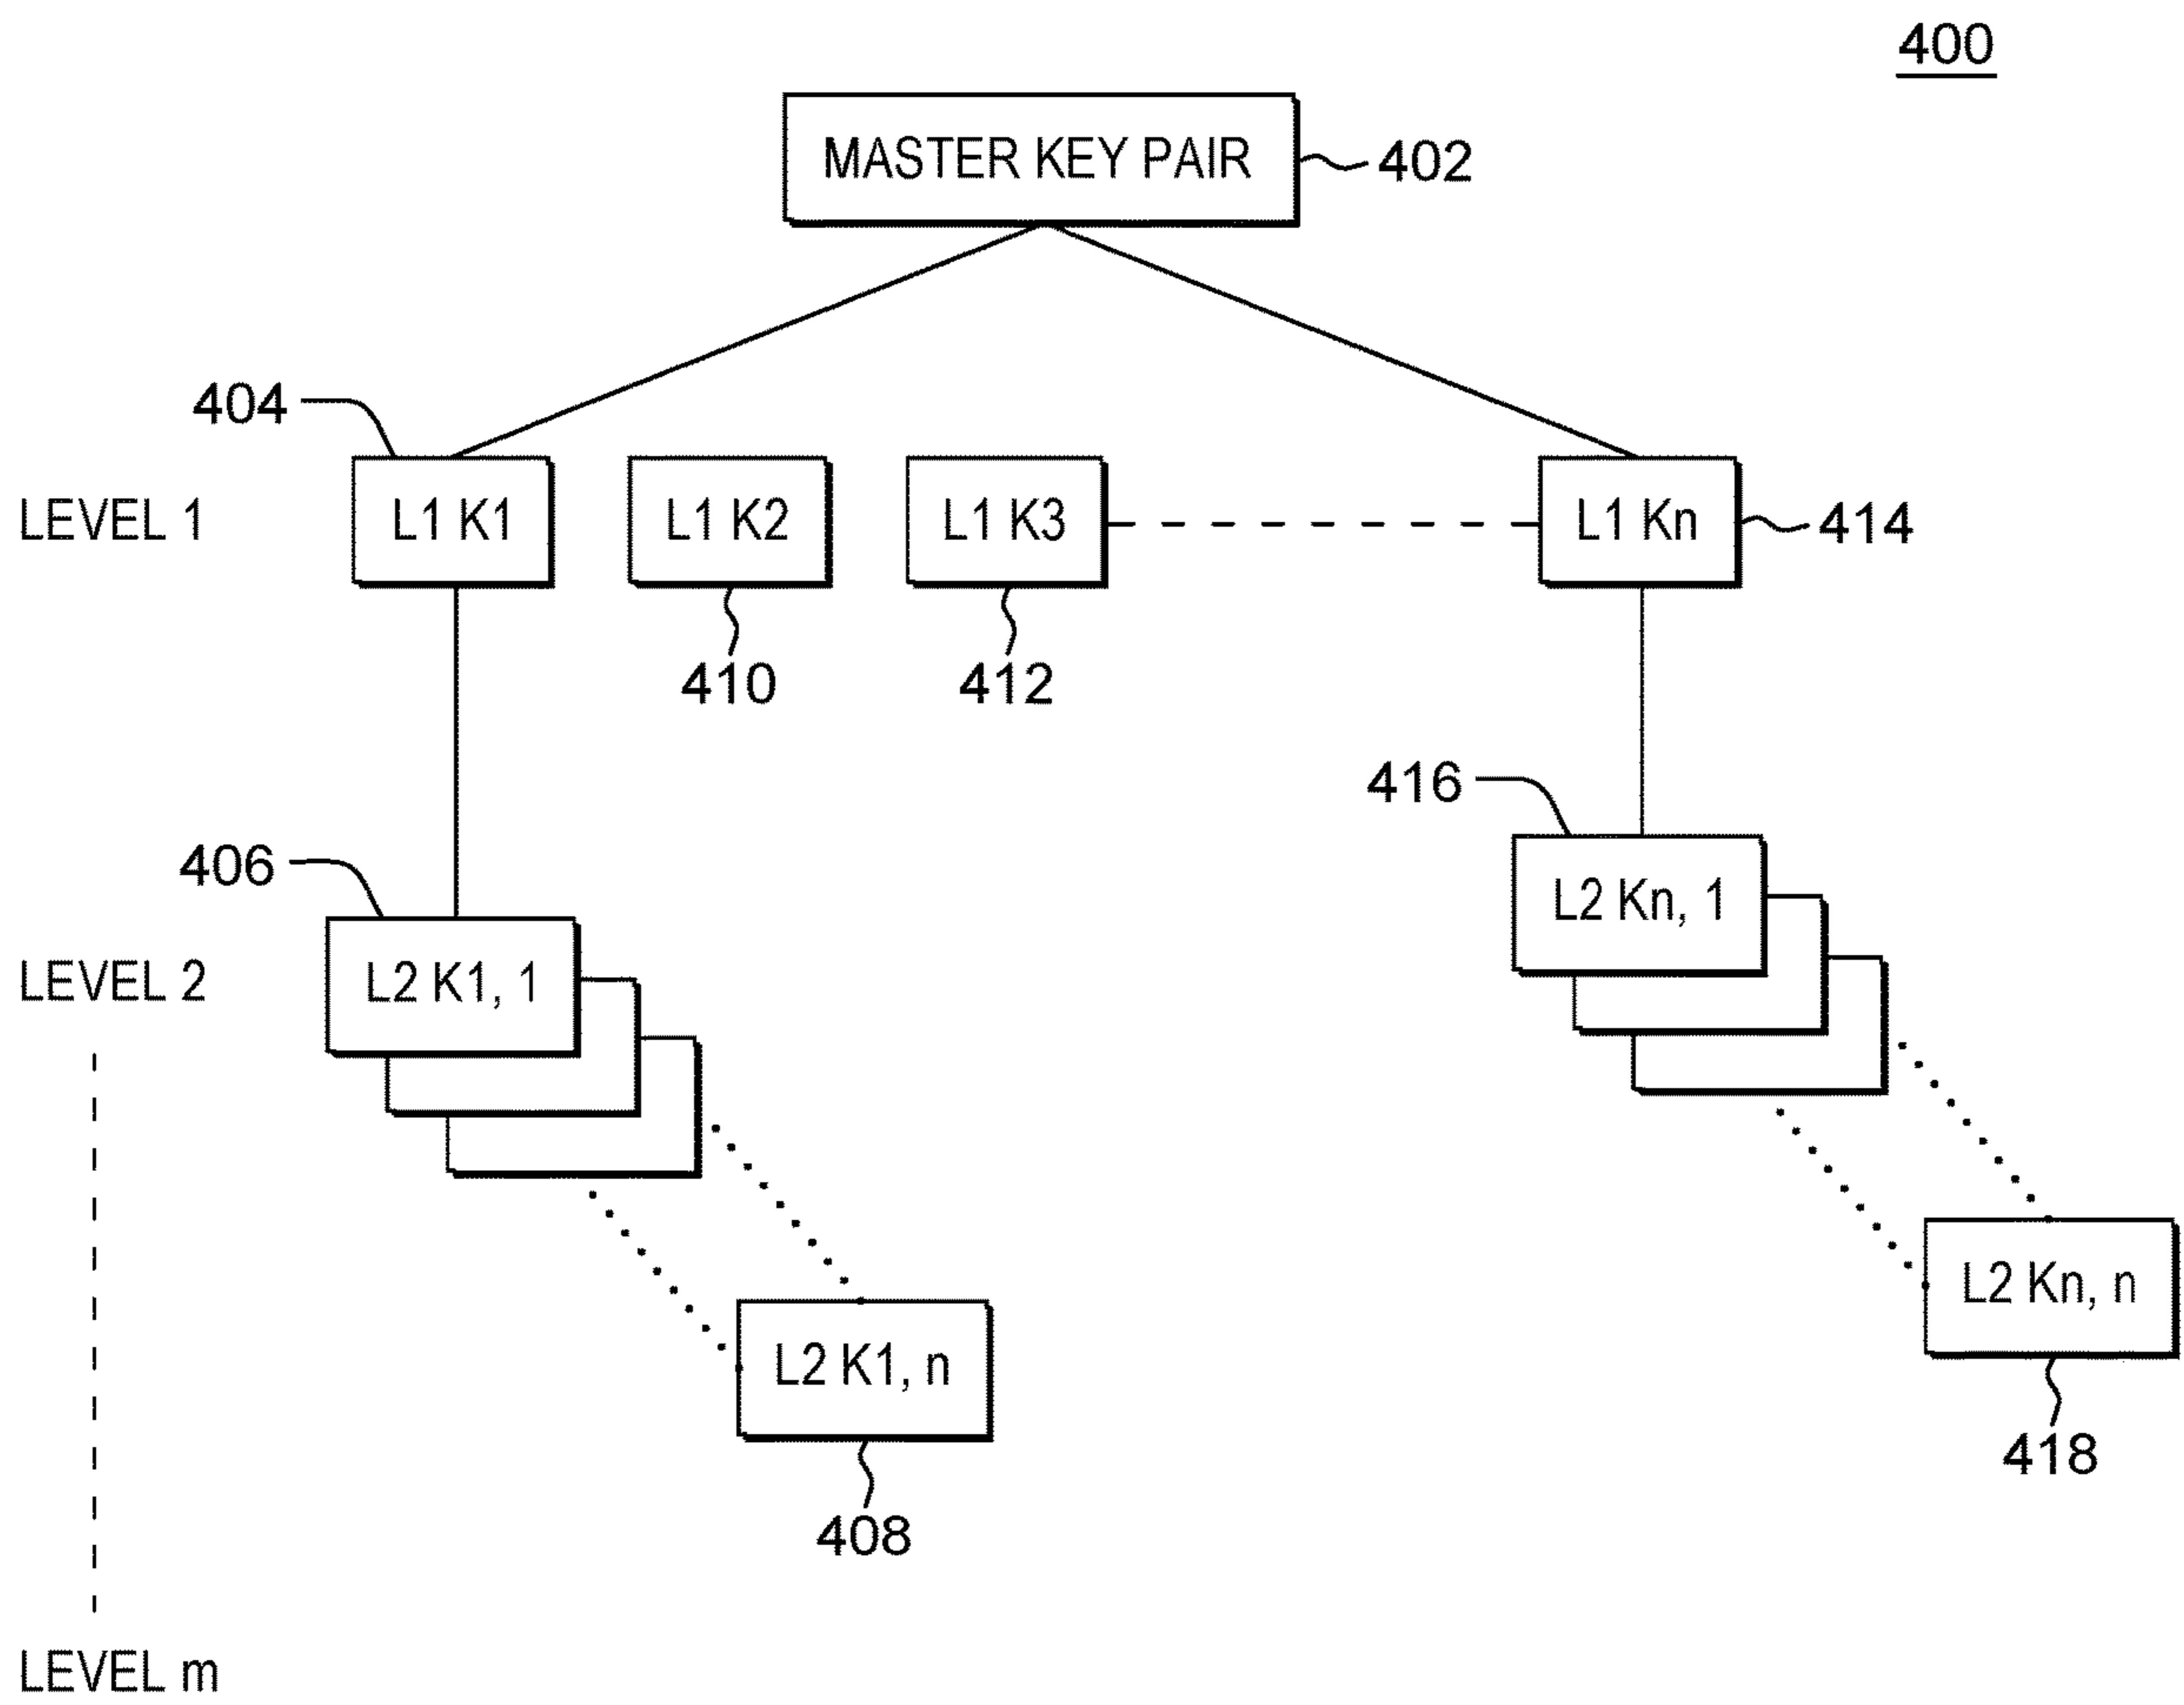 400
MASTER KEY PAIR
402
404
LEVEL 1
L1 K1
L1 K2
L1 K3
L1 Kn
414
410
412
416
406
L2 Kn, 1
LEVEL 2
L2 K1, 1
L2 Kn, n
L2 K1, n
418
408
LEVEL m